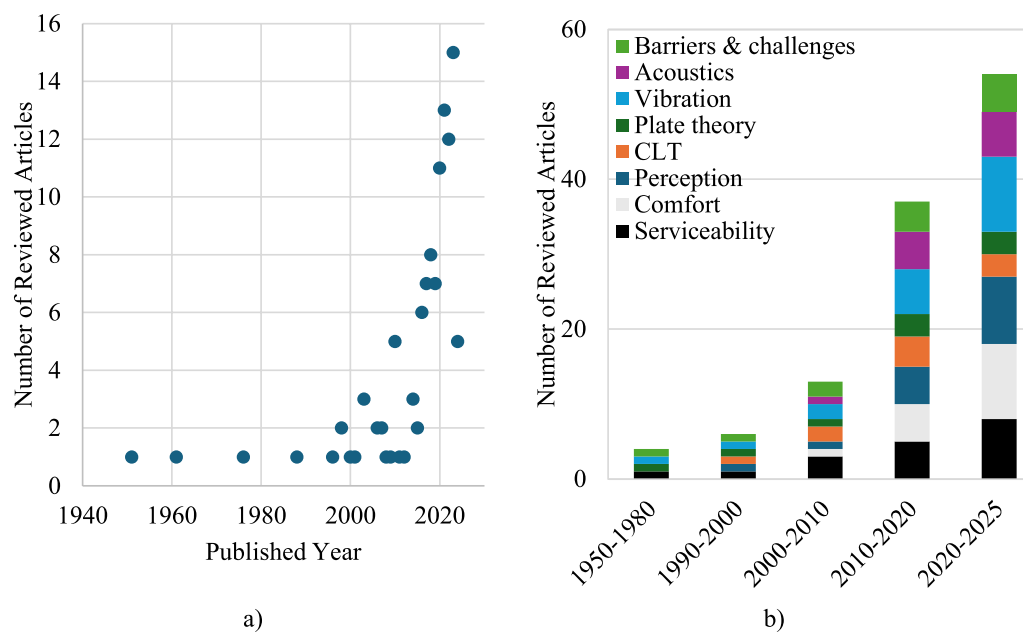 16
14
12
10
8
6
4
2
0
Number of Reviewed Articles
1940
1960
1980
2000
2020
Published Year
a)
60
40
20
0
Number of Reviewed Articles
Barriers & challenges
Acoustics
Vibration
Plate theory
CLT
Perception
Comfort
Serviceability
1950-1980
1990-2000
2000-2010
2010-2020
2020-2025
b)